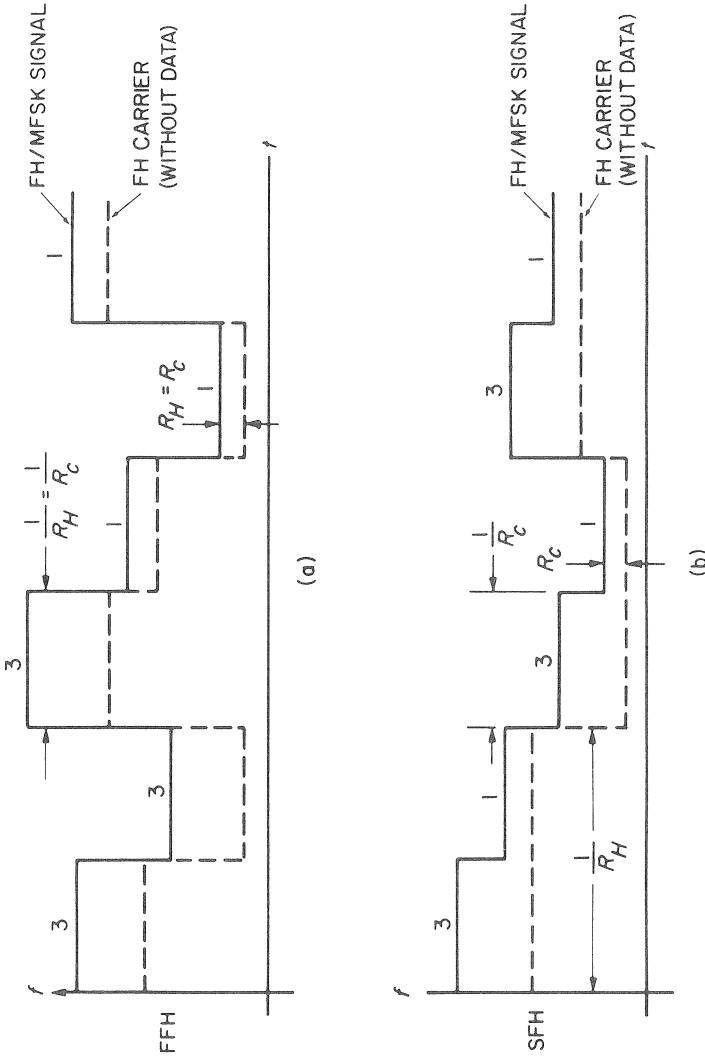 f
FFH
3
3
3
1/R_H = 1/R_C
1
R_H = R_C
1
1
FH/MFSK SIGNAL
FH CARRIER
(WITHOUT DATA)
t
(a)
f
SFH
3
1
1/R_H
3
1/R_C
R_C
1
3
1
FH/MFSK SIGNAL
FH CARRIER
(WITHOUT DATA)
t
(b)